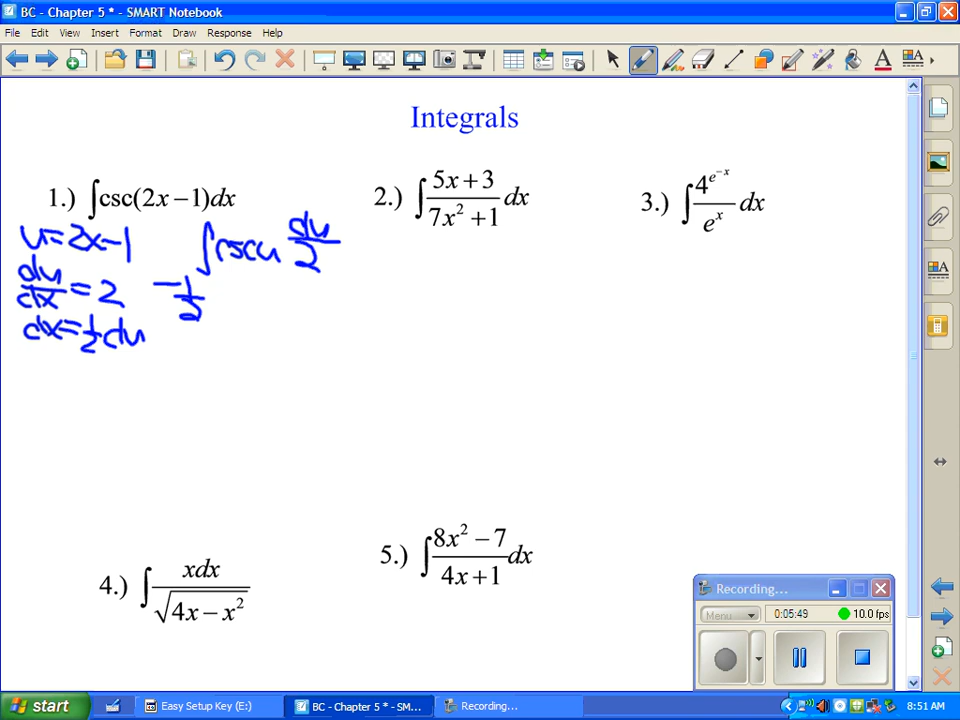 BC - Chapter 5 * - SMART Notebook
File Edit View Insert Format Draw Response Help
Integrals
1.) ∫csc(2x − 1)dx
2.) ∫ (5x + 3)/(7x² + 1) dx
3.) ∫ 4^(e^(−x))/e^x dx
u=2x-1
∫cscu du/2
du/dx = 2
-1/2
dx=1/2 du
4.) ∫ xdx/√(4x − x²)
5.) ∫ (8x² − 7)/(4x + 1) dx
Recording...
Menu
0:05:49
10.0 fps
start
Easy Setup Key (E:)
BC - Chapter 5 * - SM...
Recording...
8:51 AM